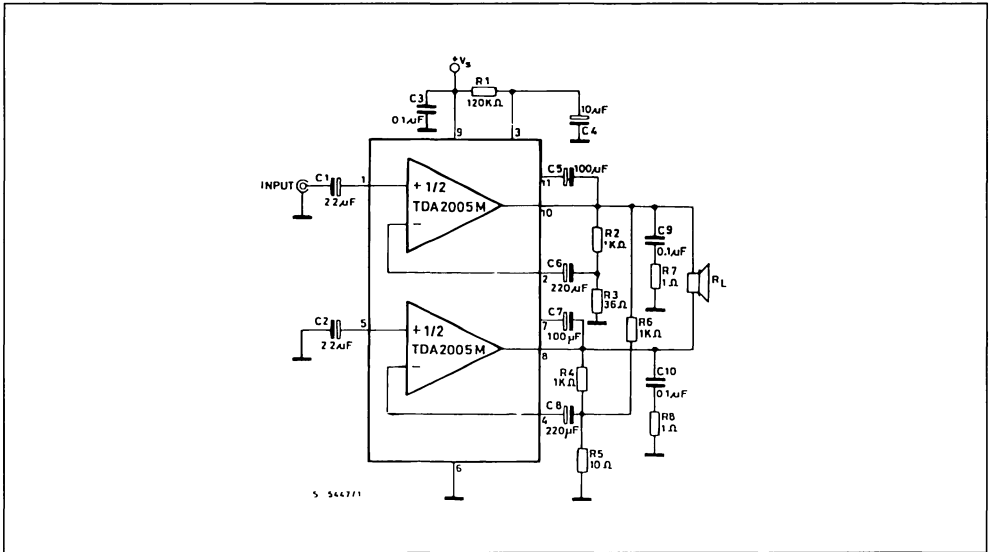 +Vs
R1
120KΩ
C3
0.1µF
10µF
C4
9
3
C5
100µF
11
INPUT
C1
2.2µF
1
+ 1/2
TDA2005M
−
10
R2
1KΩ
C9
0.1µF
R7
1Ω
RL
C6
220µF
2
R3
36Ω
C7
100µF
7
R6
1KΩ
C2
2.2µF
5
+ 1/2
TDA2005M
−
8
R4
1KΩ
C10
0.1µF
C8
220µF
4
R8
1Ω
R5
10Ω
6
S 5447/1